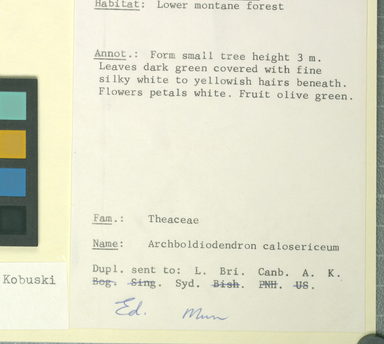 Habitat: Lower montane forest
Annot.: Form small tree height 3 m.
Leaves dark green covered with fine
silky white to yellowish hairs beneath.
Flowers petals white. Fruit olive green.
Fam.: Theaceae
Name: Archboldiodendron calosericeum
Kobuski
Dupl. sent to: L. Bri. Canb. A. K.
Bog. Sing. Syd. Bish. PNH. US.
Ed. Mun